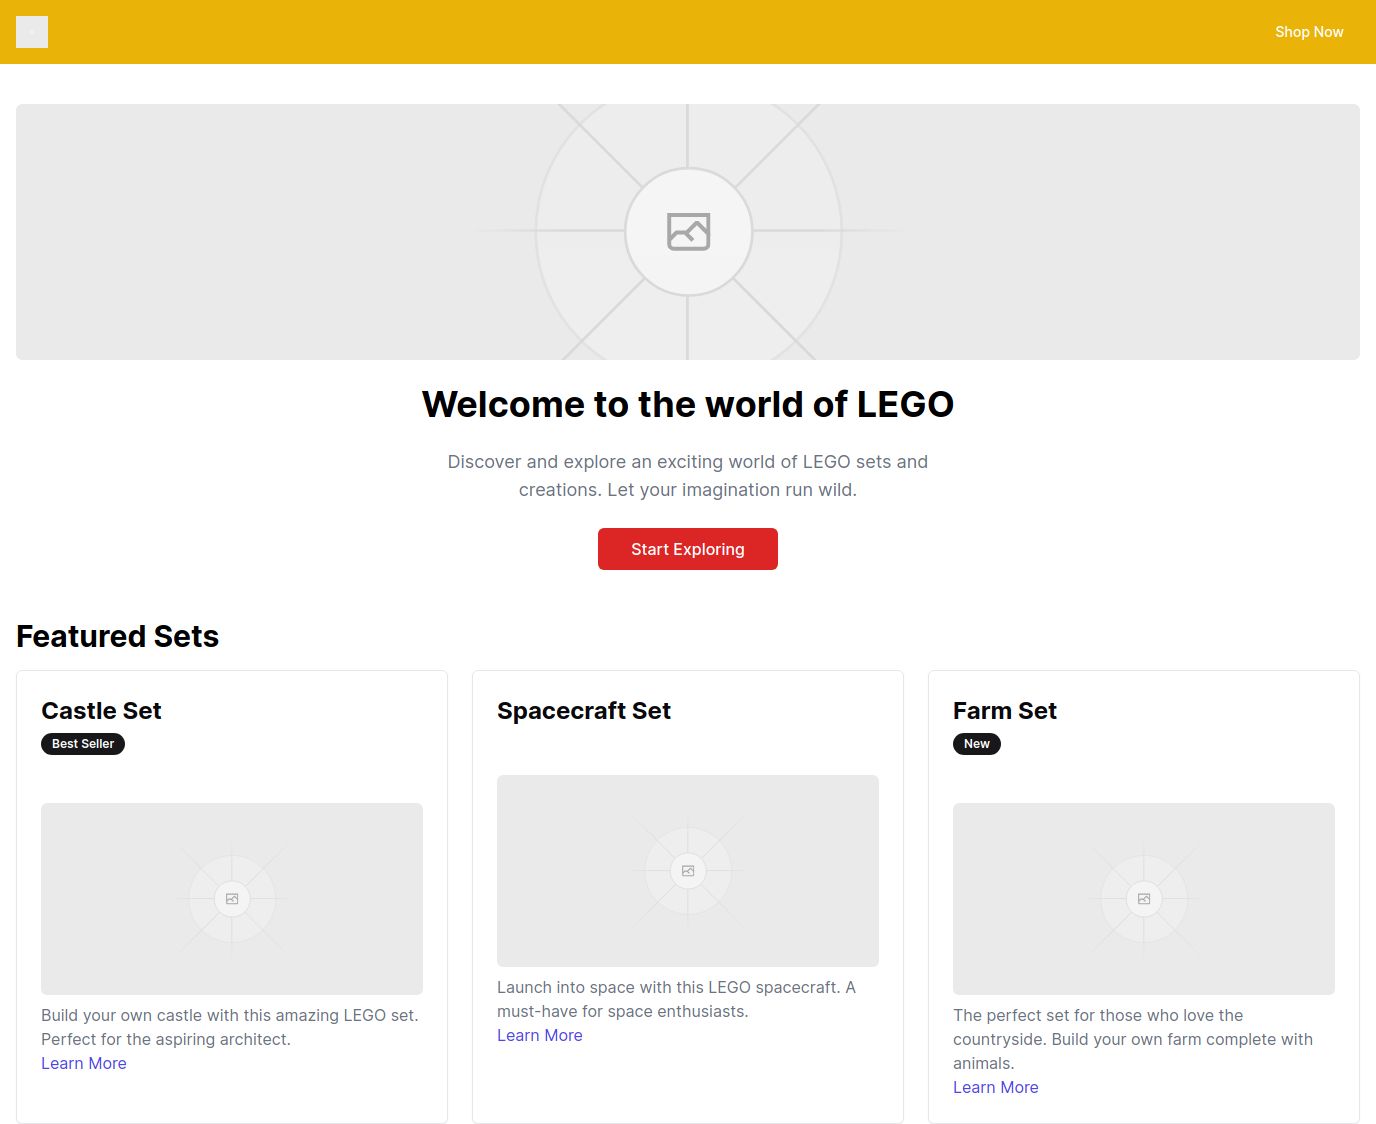 Shop Now
Welcome to the world of LEGO
Discover and explore an exciting world of LEGO sets and
creations. Let your imagination run wild.
Start Exploring
Featured Sets
Castle Set
Best Seller
Build your own castle with this amazing LEGO set.
Perfect for the aspiring architect.
Learn More
Spacecraft Set
Launch into space with this LEGO spacecraft. A
must-have for space enthusiasts.
Learn More
Farm Set
New
The perfect set for those who love the
countryside. Build your own farm complete with
animals.
Learn More